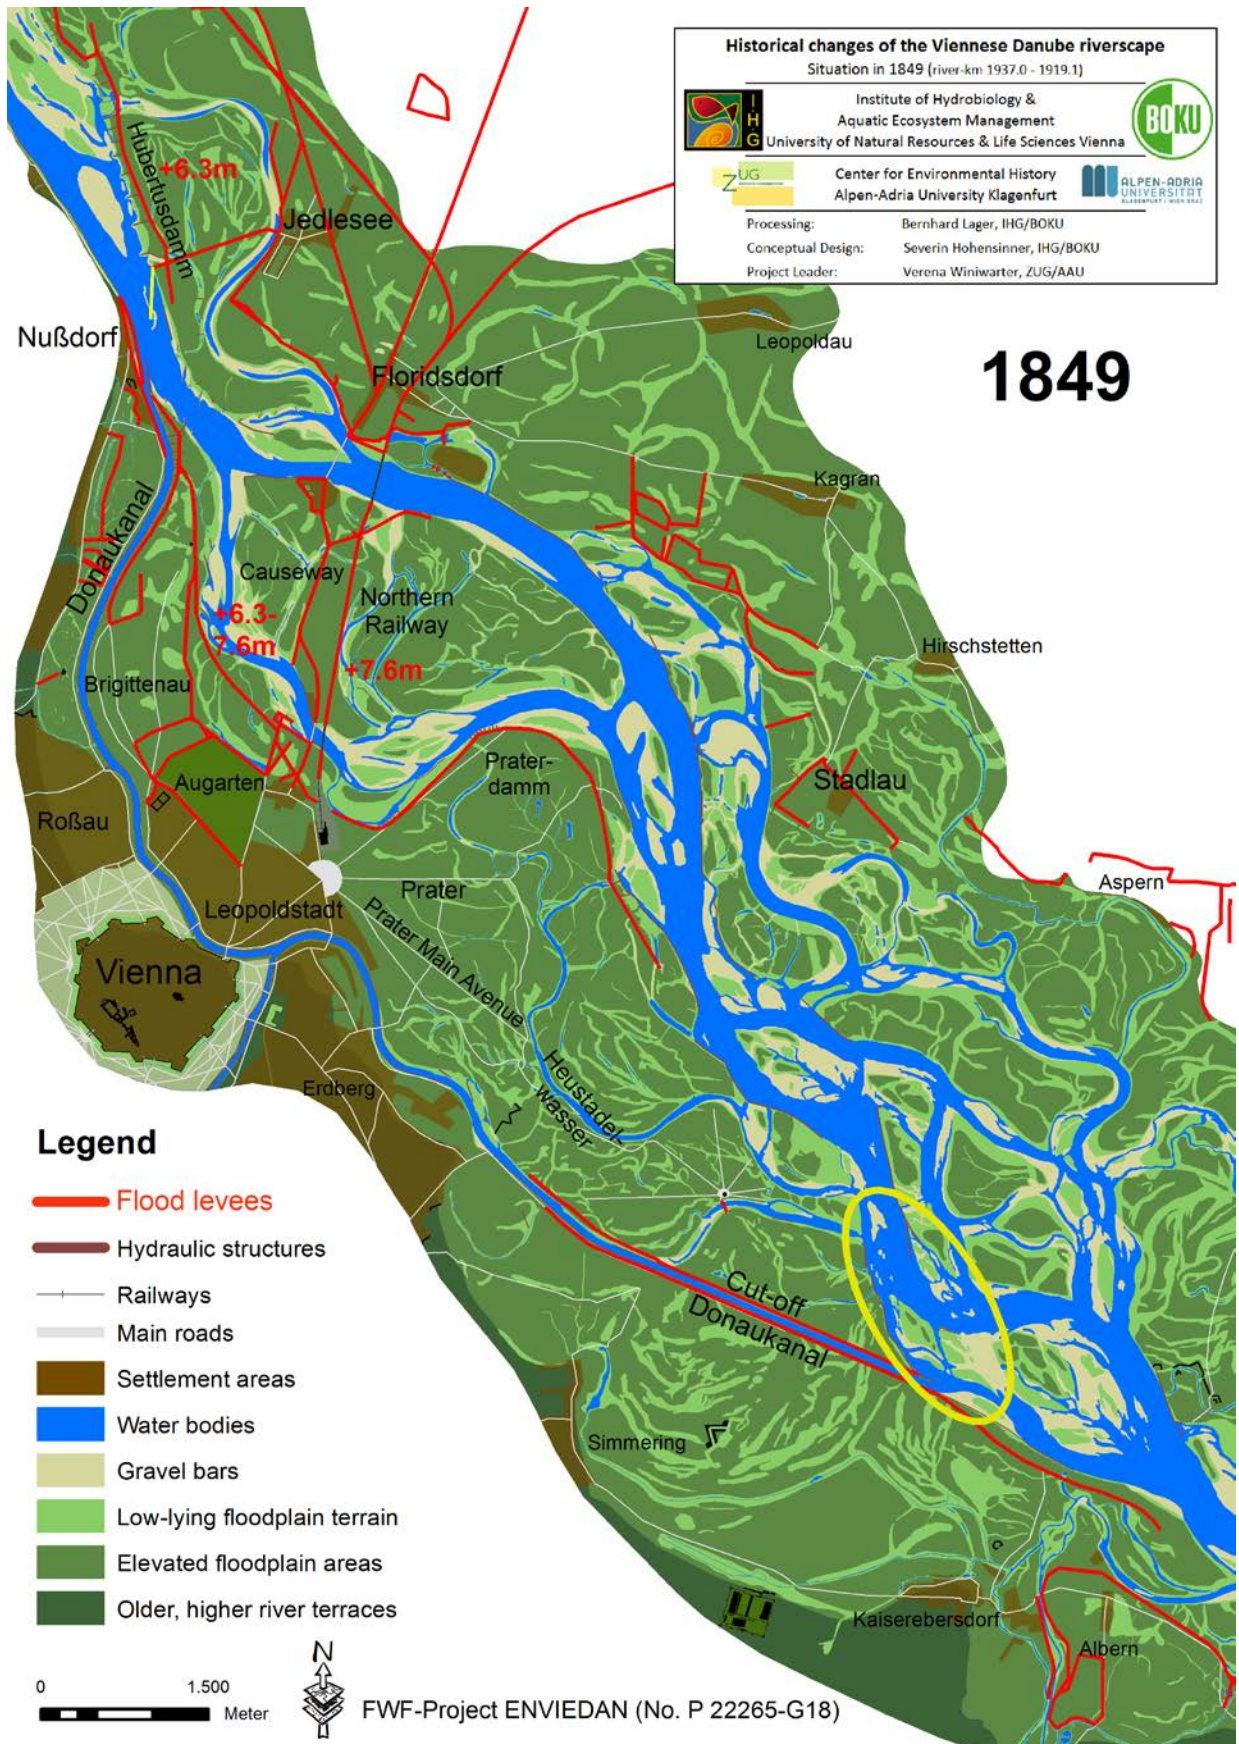 Historical changes of the Viennese Danube riverscape
Situation in 1849 (river-km 1937.0 - 1919.1)
Institute of Hydrobiology &
Aquatic Ecosystem Management
University of Natural Resources & Life Sciences Vienna
I·H·G
BOKU
ZUG
Center for Environmental History
Alpen-Adria University Klagenfurt
ALPEN-ADRIA
UNIVERSITÄT
KLAGENFURT | WIEN GRAZ
Processing: Bernhard Lager, IHG/BOKU
Conceptual Design: Severin Hohensinner, IHG/BOKU
Project Leader: Verena Winiwarter, ZUG/AAU
1849
Hubertusdamm
+6.3m
Jedlesee
Nußdorf
Leopoldau
Floridsdorf
Kagran
Donaukanal
Causeway
Northern
Railway
+6.3-
7.6m
+7.6m
Hirschstetten
Brigittenau
Augarten
Prater-
damm
Stadlau
Roßau
Aspern
Prater
Leopoldstadt
Prater Main Avenue
Vienna
Heustadel-
wasser
Erdberg
Cut-off
Donaukanal
Simmering
Kaiserebersdorf
Albern
Legend
Flood levees
Hydraulic structures
Railways
Main roads
Settlement areas
Water bodies
Gravel bars
Low-lying floodplain terrain
Elevated floodplain areas
Older, higher river terraces
0 1.500
Meter
N
FWF-Project ENVIEDAN (No. P 22265-G18)